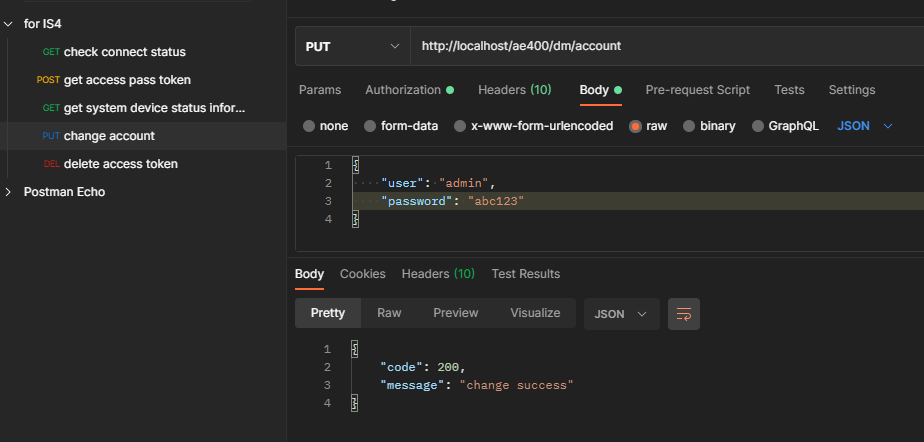 for IS4
GET check connect status
POST get access pass token
GET get system device status infor...
PUT change account
DEL delete access token
Postman Echo
PUT http://localhost/ae400/dm/account
Params Authorization Headers (10) Body Pre-request Script Tests Settings
none form-data x-www-form-urlencoded raw binary GraphQL JSON
1 {
2 "user": "admin",
3 "password": "abc123"
4 }
Body Cookies Headers (10) Test Results
Pretty Raw Preview Visualize JSON
1 {
2 "code": 200,
3 "message": "change success"
4 }